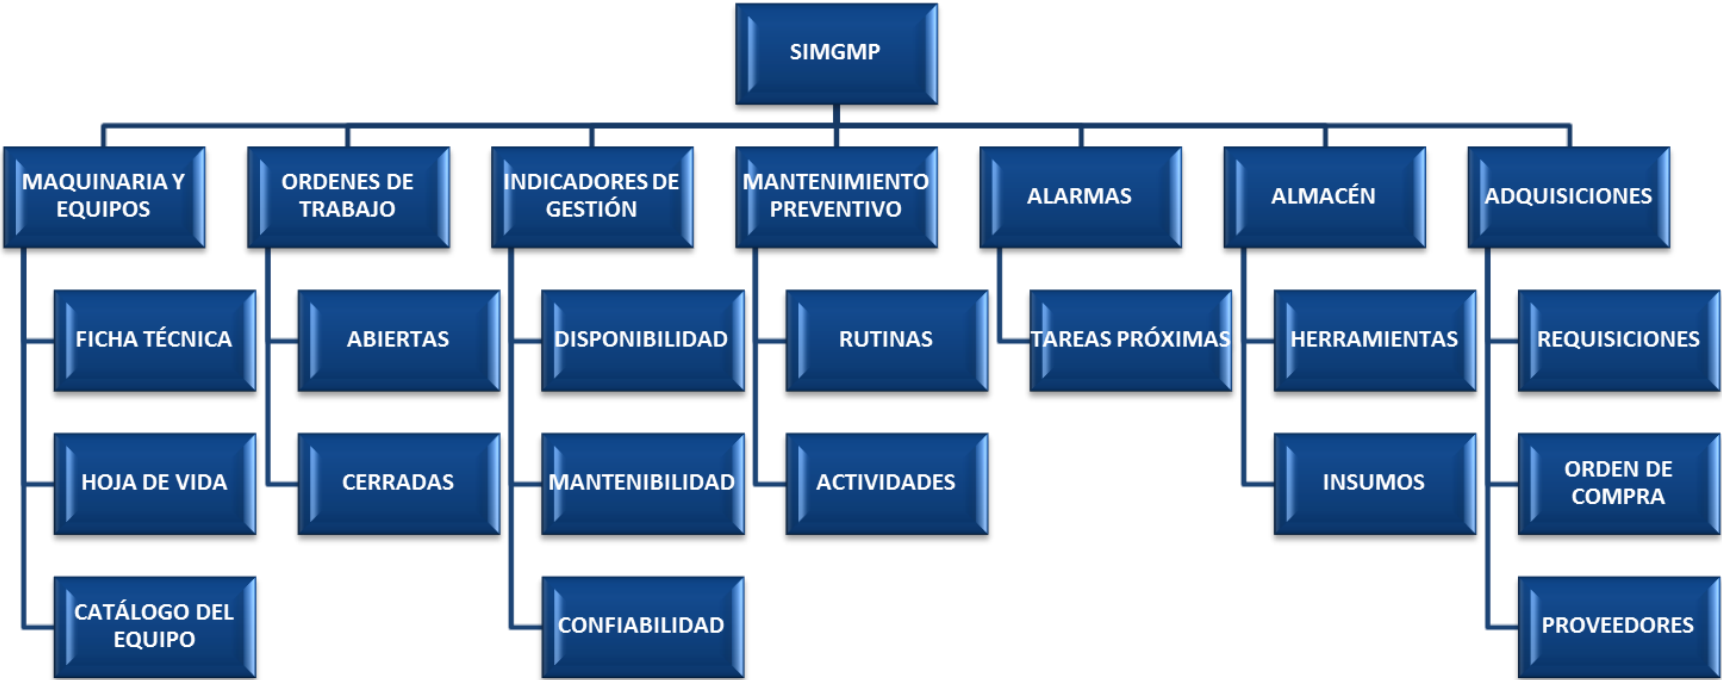 SIMGMP
MAQUINARIA Y
EQUIPOS
ORDENES DE
TRABAJO
INDICADORES DE
GESTIÓN
MANTENIMIENTO
PREVENTIVO
ALARMAS
ALMACÉN
ADQUISICIONES
FICHA TÉCNICA
ABIERTAS
DISPONIBILIDAD
RUTINAS
TAREAS PRÓXIMAS
HERRAMIENTAS
REQUISICIONES
HOJA DE VIDA
CERRADAS
MANTENIBILIDAD
ACTIVIDADES
INSUMOS
ORDEN DE
COMPRA
CATÁLOGO DEL
EQUIPO
CONFIABILIDAD
PROVEEDORES